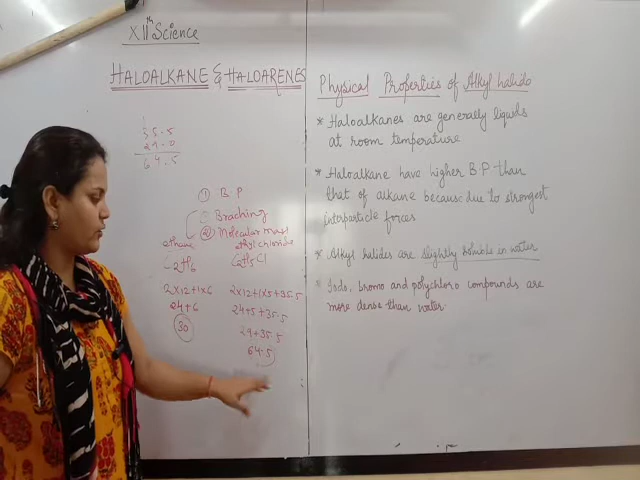 XIIth Science
HALOALKANE & HALOARENES
35.5
29.0
64.5
① B.P
Braching
② Molecular mass
ethane
ethyl chloride
C2H6
C2H5Cl
2x12+1x6
2x12+1x5+35.5
24+6
24+5+35.5
30
29+35.5
64.5
Physical Properties of Alkyl halide
* Haloalkanes are generally liquids
at room temperature
* Haloalkane have higher B.P than
that of alkane because due to strongest
interparticle forces
* Alkyl halides are slightly soluble in water
* Iodo, bromo and polychloro compounds are
more dense than water